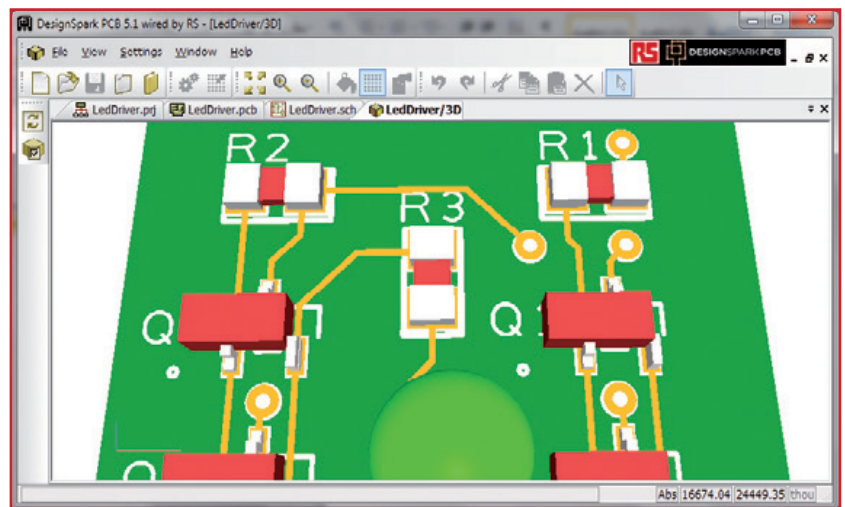 DesignSpark PCB 5.1 wired by RS - [LedDriver/3D]
File View Settings Window Help
RS DESIGNSPARK PCB
LedDriver.prj LedDriver.pcb LedDriver.sch LedDriver/3D
R2 R1
R3
Q Q1
Q
Abs 16674.04 24449.35 thou